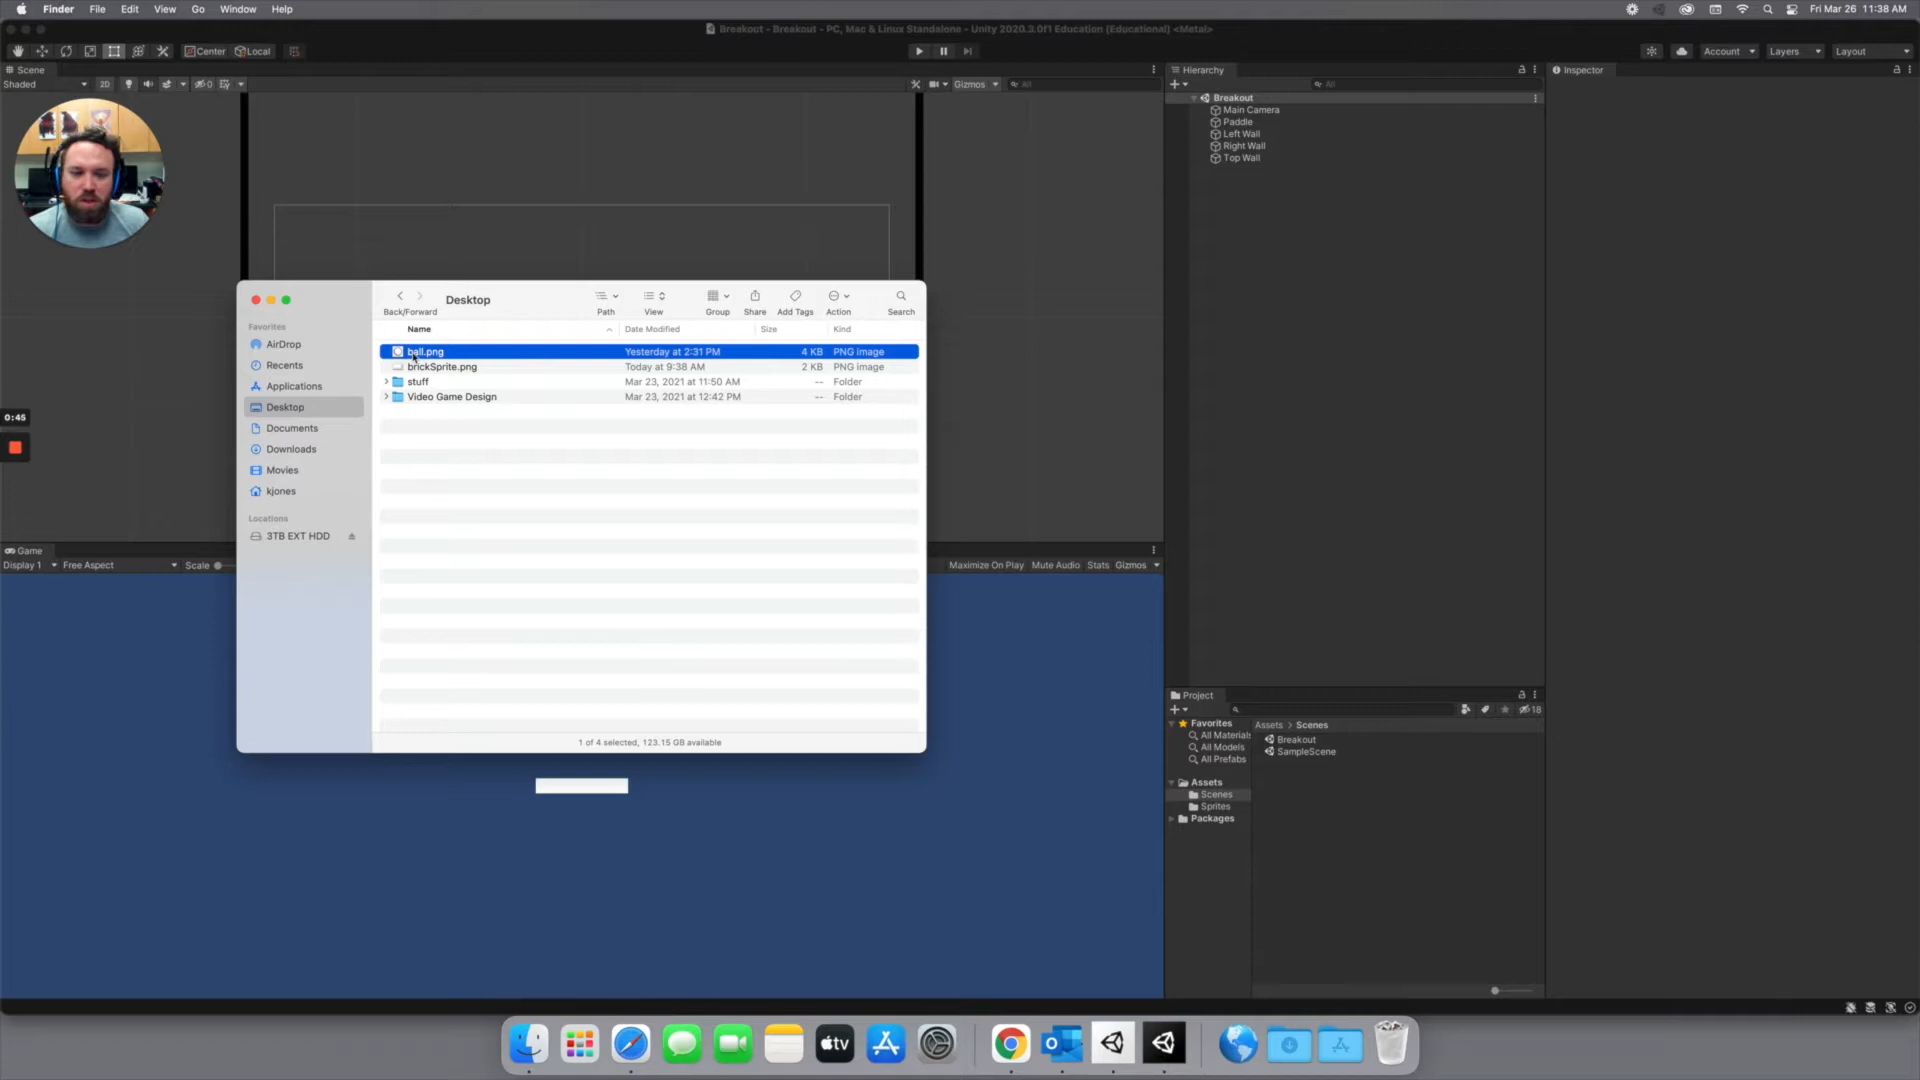 Finder File Edit View Go Window Help
Fri Mar 26 11:38 AM
Breakout - Breakout - PC, Mac & Linux Standalone - Unity 2020.3.0f1 Education (Educational) <Metal>
Center Local
Account Layers Layout
Scene
Shaded 2D 0 Gizmos All
Hierarchy
All
Breakout
Main Camera
Paddle
Left Wall
Right Wall
Top Wall
Inspector
Desktop
Back/Forward Path View Group Share Add Tags Action Search
Name Date Modified Size Kind
ball.png Yesterday at 2:31 PM 4 KB PNG image
brickSprite.png Today at 9:38 AM 2 KB PNG image
stuff Mar 23, 2021 at 11:50 AM -- Folder
Video Game Design Mar 23, 2021 at 12:42 PM -- Folder
Favorites
AirDrop
Recents
Applications
Desktop
Documents
Downloads
Movies
kjones
Locations
3TB EXT HDD
1 of 4 selected, 123.15 GB available
0:45
Game
Display 1 Free Aspect Scale
Maximize On Play Mute Audio Stats Gizmos
Project
18
Favorites
All Materials
All Models
All Prefabs
Assets
Scenes
Sprites
Packages
Assets > Scenes
Breakout
SampleScene
tv